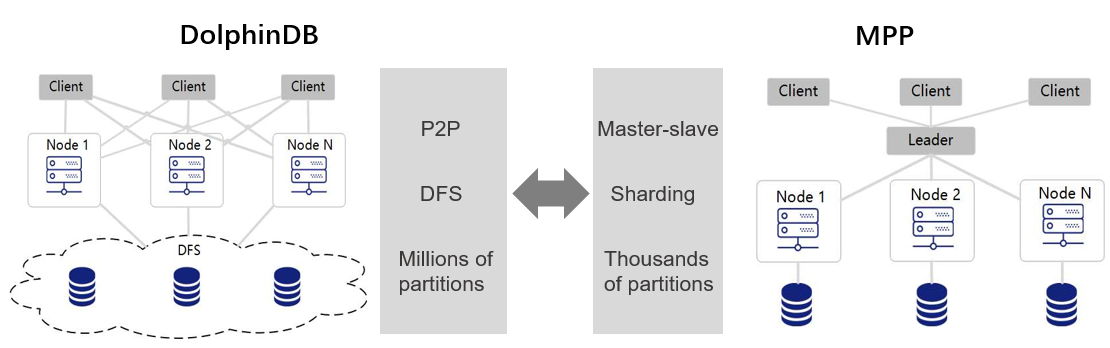 DolphinDB
Client
Client
Client
Node 1
Node 2
Node N
DFS
P2P
DFS
Millions of
partitions
Master-slave
Sharding
Thousands
of partitions
MPP
Client
Client
Client
Leader
Node 1
Node 2
Node N